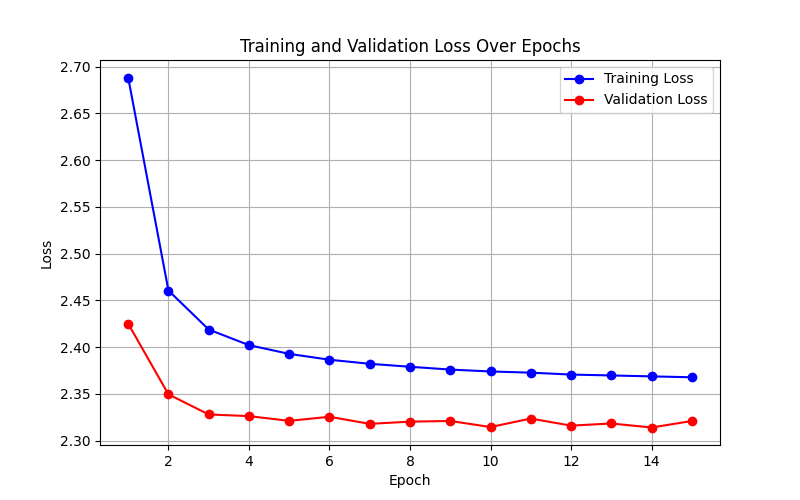 Training and Validation Loss Over Epochs
2.70
2.65
2.60
2.55
2.50
2.45
2.40
2.35
2.30
Loss
Training Loss
Validation Loss
2 4 6 8 10 12 14
Epoch